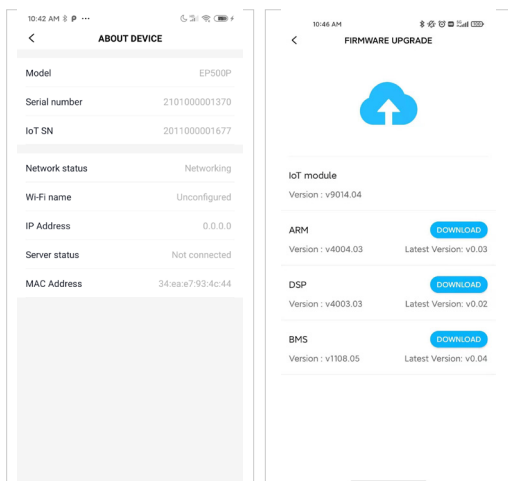 10:42 AM
ABOUT DEVICE
Model EP500P
Serial number 2101000001370
IoT SN 2011000001677
Network status Networking
Wi-Fi name Unconfigured
IP Address 0.0.0.0
Server status Not connected
MAC Address 34:ea:e7:93:4c:44
10:46 AM
FIRMWARE UPGRADE
IoT module
Version : v9014.04
ARM DOWNLOAD
Version : v4004.03 Latest Version: v0.03
DSP DOWNLOAD
Version : v4003.03 Latest Version: v0.02
BMS DOWNLOAD
Version : v1108.05 Latest Version: v0.04